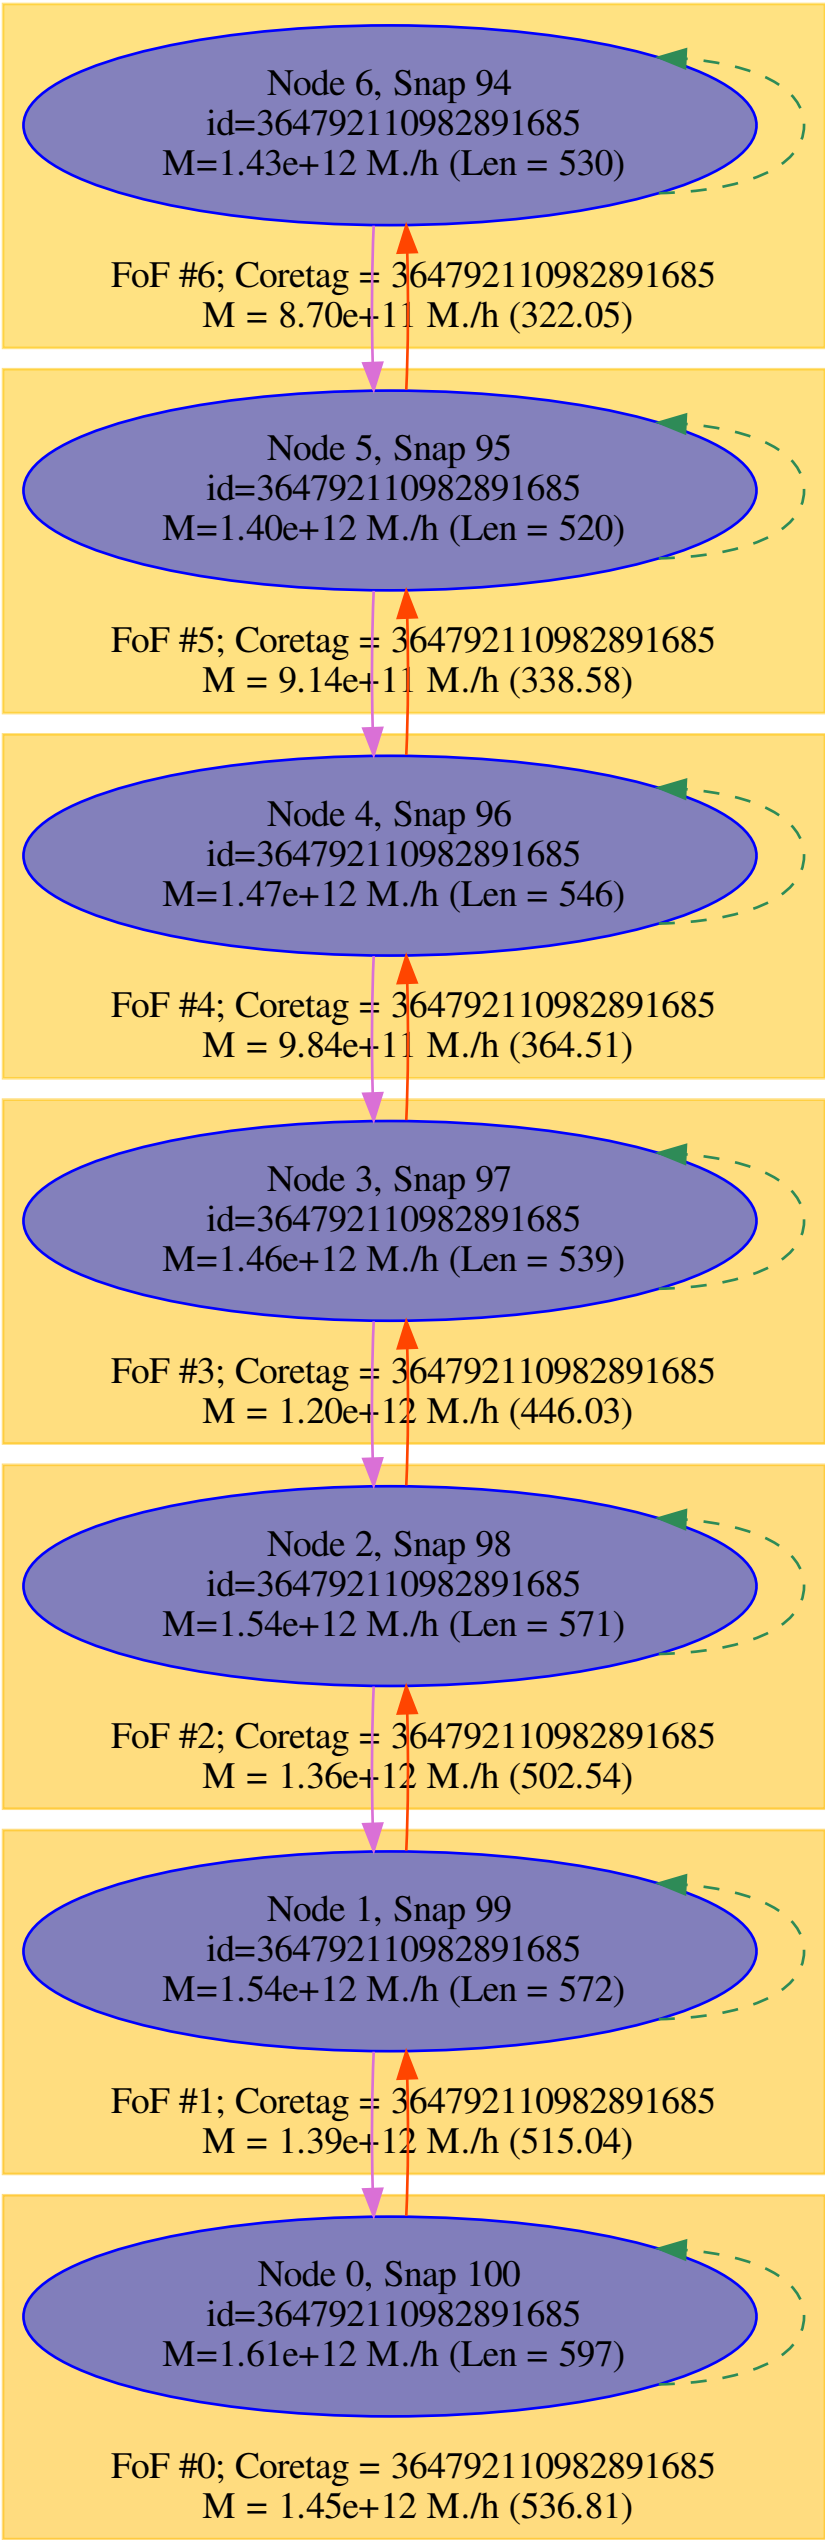 Node 6, Snap 94
id=364792110982891685
M=1.43e+12 M./h (Len = 530)
FoF #6; Coretag = 364792110982891685
M = 8.70e+11 M./h (322.05)
Node 5, Snap 95
id=364792110982891685
M=1.40e+12 M./h (Len = 520)
FoF #5; Coretag = 364792110982891685
M = 9.14e+11 M./h (338.58)
Node 4, Snap 96
id=364792110982891685
M=1.47e+12 M./h (Len = 546)
FoF #4; Coretag = 364792110982891685
M = 9.84e+11 M./h (364.51)
Node 3, Snap 97
id=364792110982891685
M=1.46e+12 M./h (Len = 539)
FoF #3; Coretag = 364792110982891685
M = 1.20e+12 M./h (446.03)
Node 2, Snap 98
id=364792110982891685
M=1.54e+12 M./h (Len = 571)
FoF #2; Coretag = 364792110982891685
M = 1.36e+12 M./h (502.54)
Node 1, Snap 99
id=364792110982891685
M=1.54e+12 M./h (Len = 572)
FoF #1; Coretag = 364792110982891685
M = 1.39e+12 M./h (515.04)
Node 0, Snap 100
id=364792110982891685
M=1.61e+12 M./h (Len = 597)
FoF #0; Coretag = 364792110982891685
M = 1.45e+12 M./h (536.81)